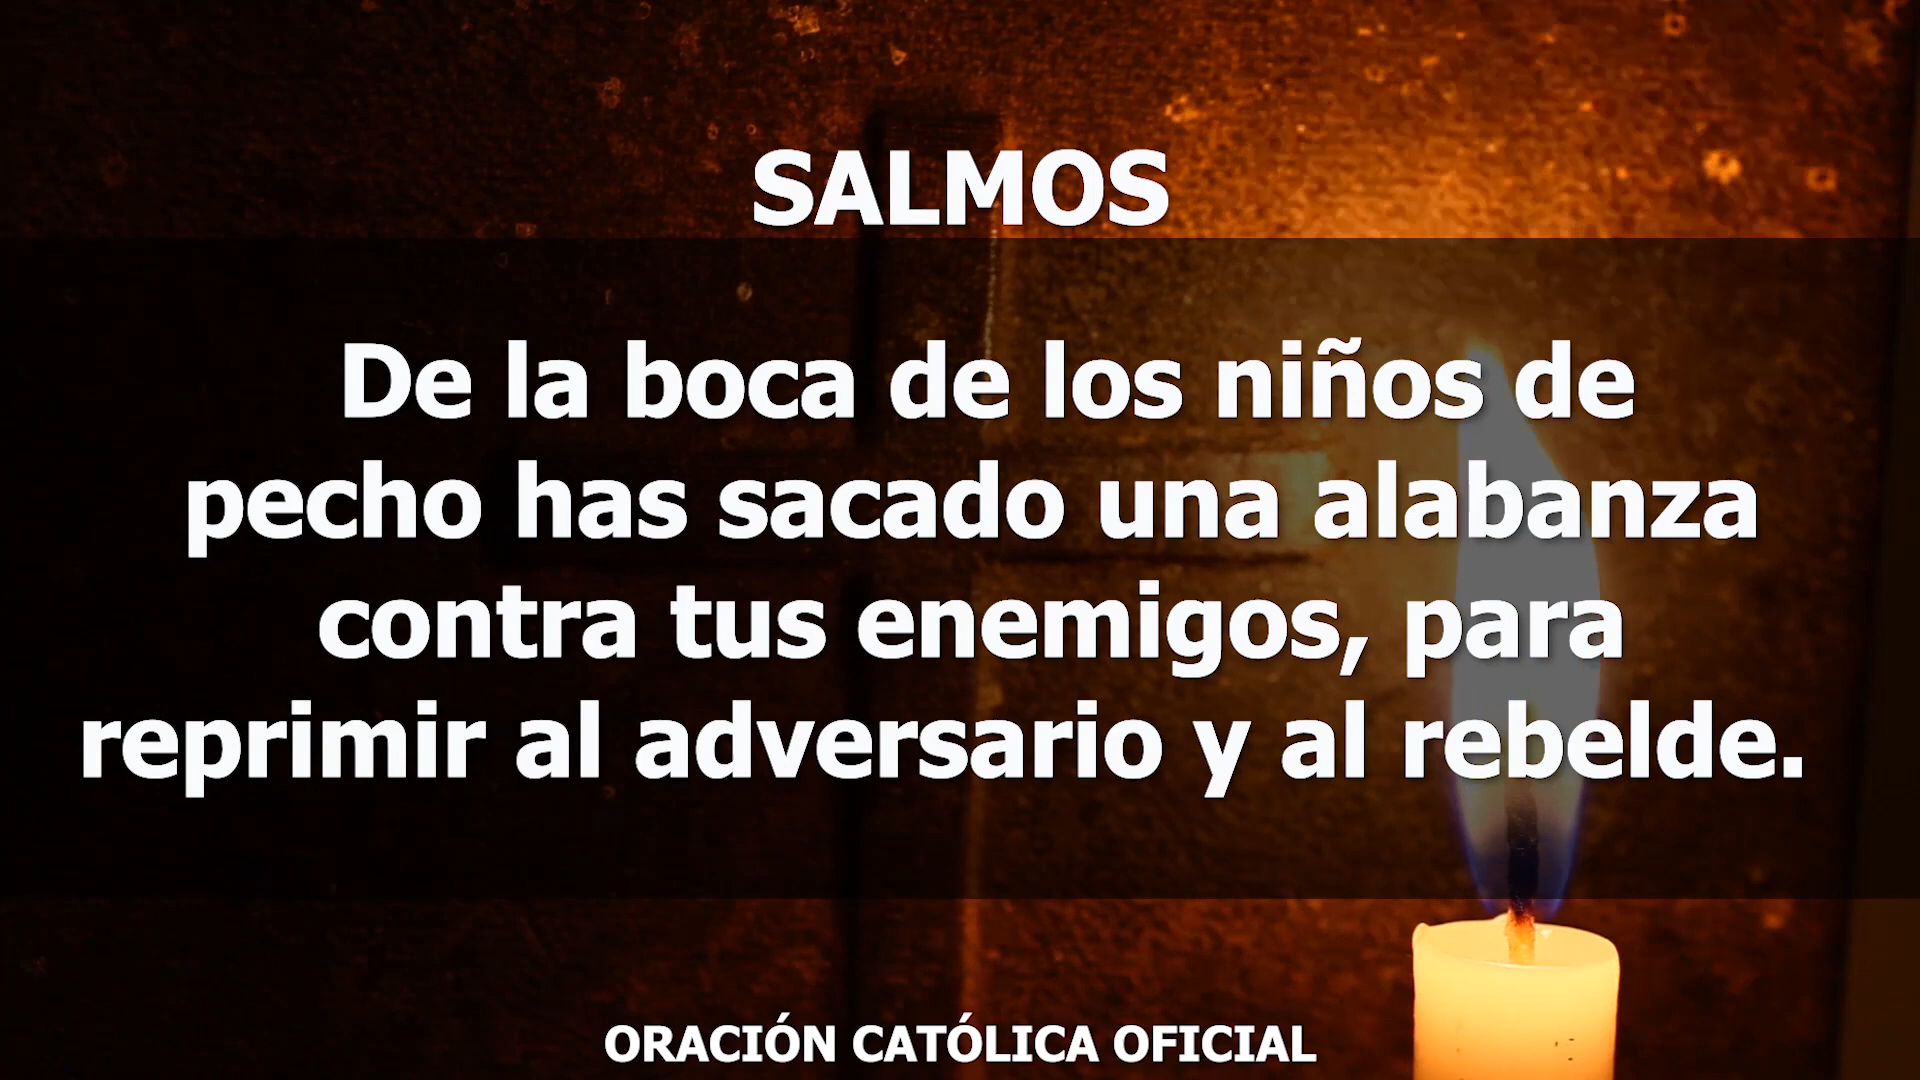 SALMOS
De la boca de los niños de
pecho has sacado una alabanza
contra tus enemigos, para
reprimir al adversario y al rebelde.
ORACIÓN CATÓLICA OFICIAL